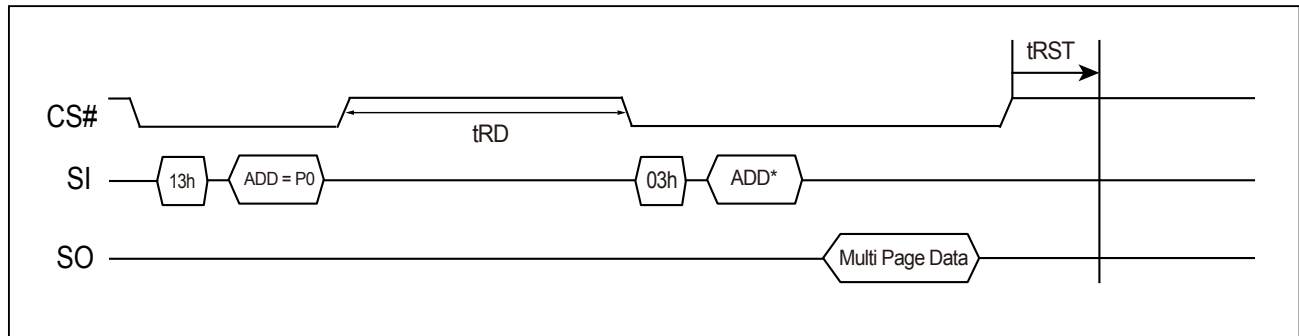 tRST
CS#
tRD
SI
13h
ADD = P0
03h
ADD*
SO
Multi Page Data